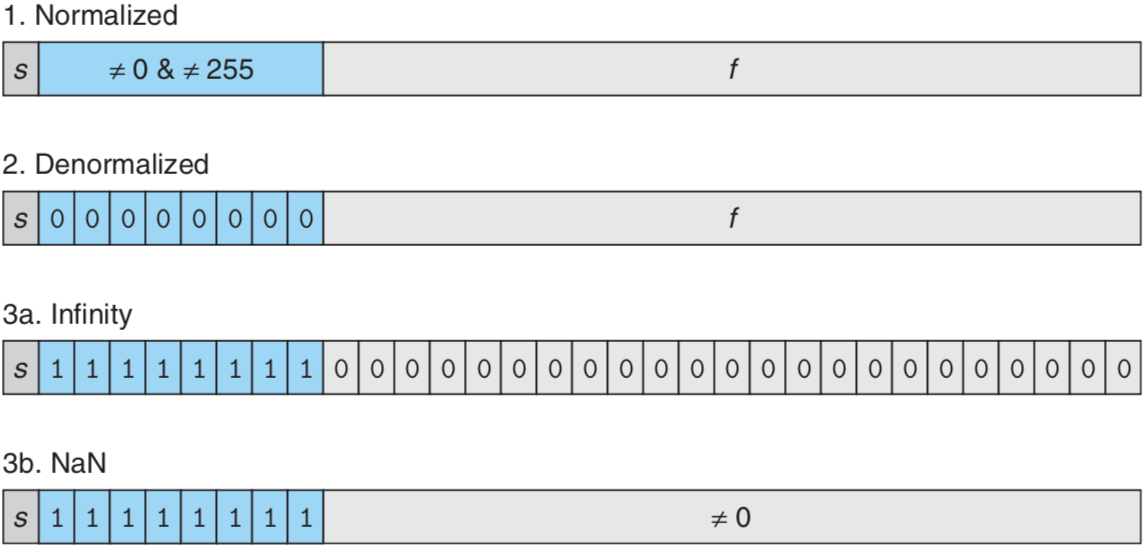 1. Normalized
s ≠ 0 & ≠ 255 f
2. Denormalized
s 0 0 0 0 0 0 0 0 f
3a. Infinity
s 1 1 1 1 1 1 1 1 0 0 0 0 0 0 0 0 0 0 0 0 0 0 0 0 0 0 0 0 0 0 0
3b. NaN
s 1 1 1 1 1 1 1 1 ≠ 0